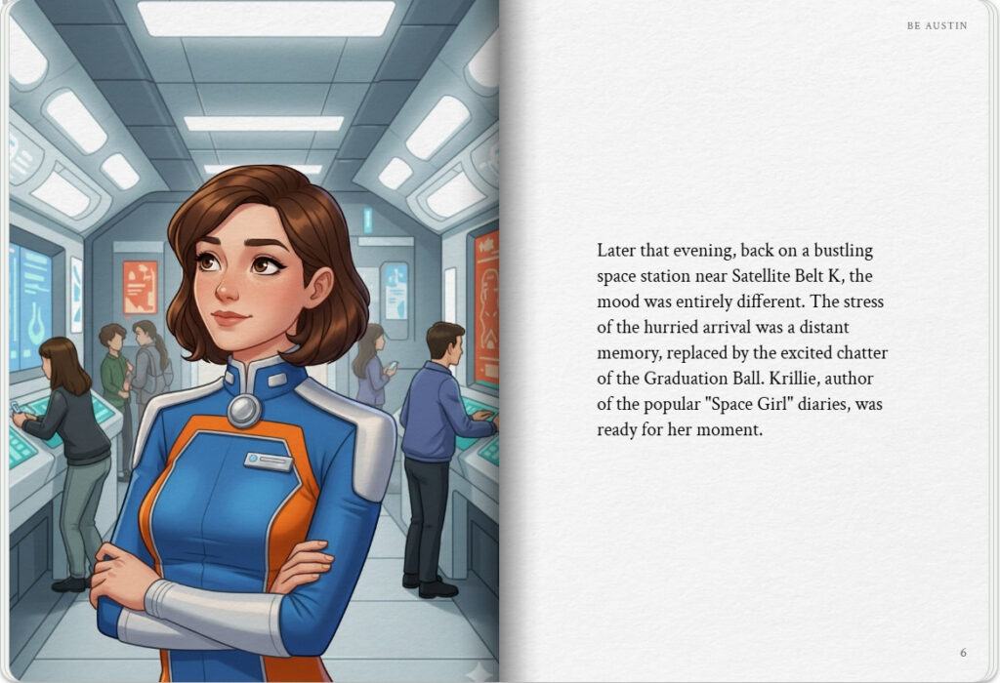 BE AUSTIN
Later that evening, back on a bustling
space station near Satellite Belt K, the
mood was entirely different. The stress
of the hurried arrival was a distant
memory, replaced by the excited chatter
of the Graduation Ball. Krillie, author
of the popular "Space Girl" diaries, was
ready for her moment.
6